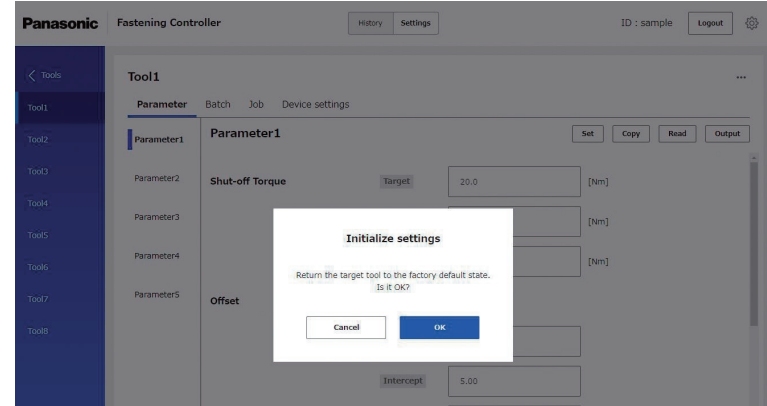 Panasonic Fastening Controller History Settings ID : sample Logout
Tools
Tool1
Tool2
Tool3
Tool4
Tool5
Tool6
Tool7
Tool8
Tool1 ...
Parameter Batch Job Device settings
Parameter1
Parameter2
Parameter3
Parameter4
Parameter5
Parameter1 Set Copy Read Output
Shut-off Torque Target 20.0 [Nm]
[Nm]
[Nm]
Offset
Intercept 5.00
Initialize settings
Return the target tool to the factory default state.
Is it OK?
Cancel OK